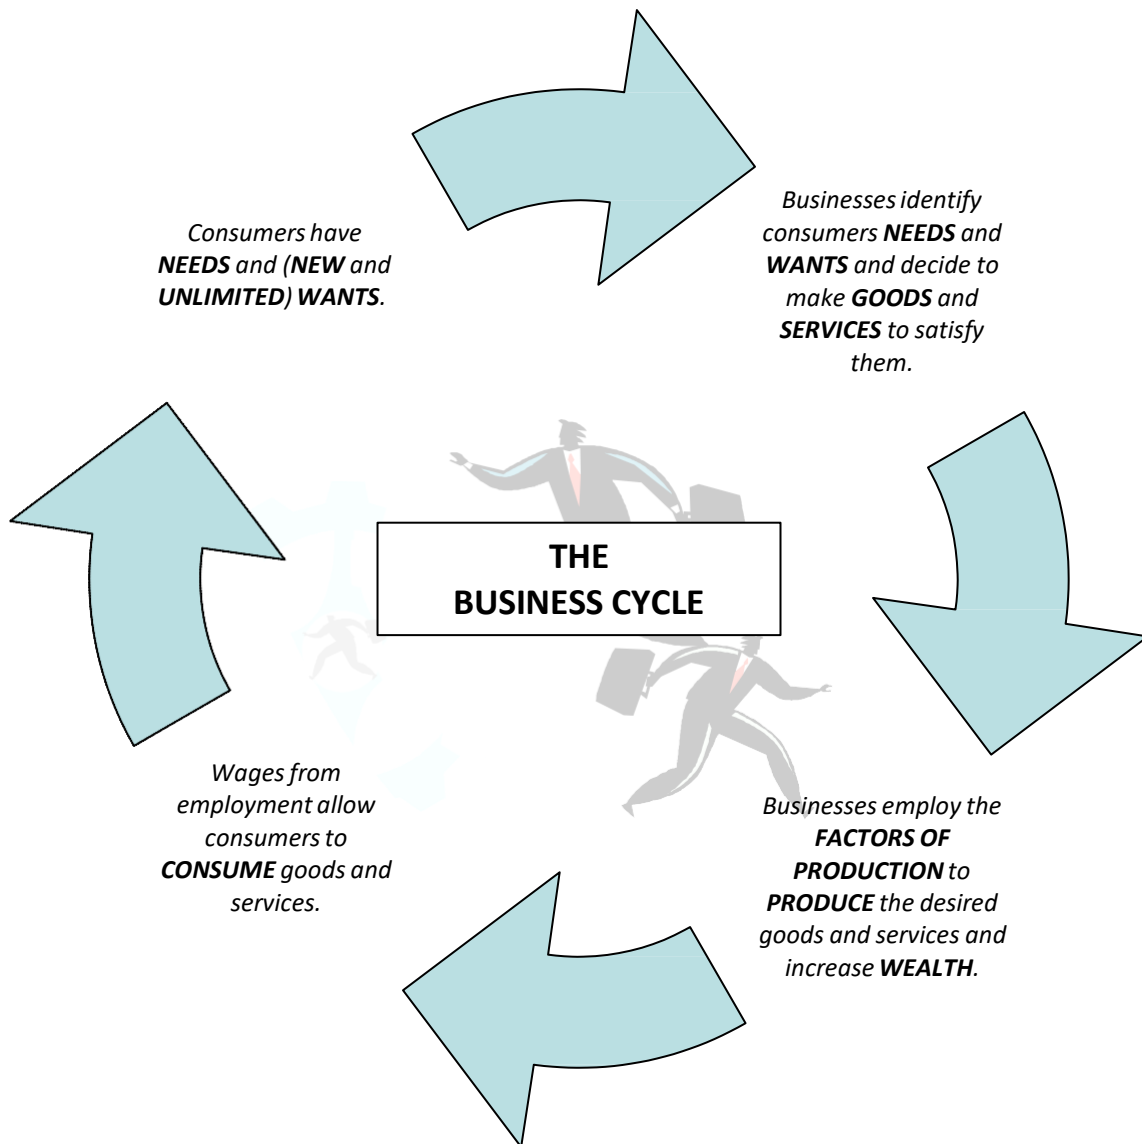 Consumers have
NEEDS and (NEW and
UNLIMITED) WANTS.
Businesses identify
consumers NEEDS and
WANTS and decide to
make GOODS and
SERVICES to satisfy
them.
THE
BUSINESS CYCLE
Wages from
employment allow
consumers to
CONSUME goods and
services.
Businesses employ the
FACTORS OF
PRODUCTION to
PRODUCE the desired
goods and services and
increase WEALTH.